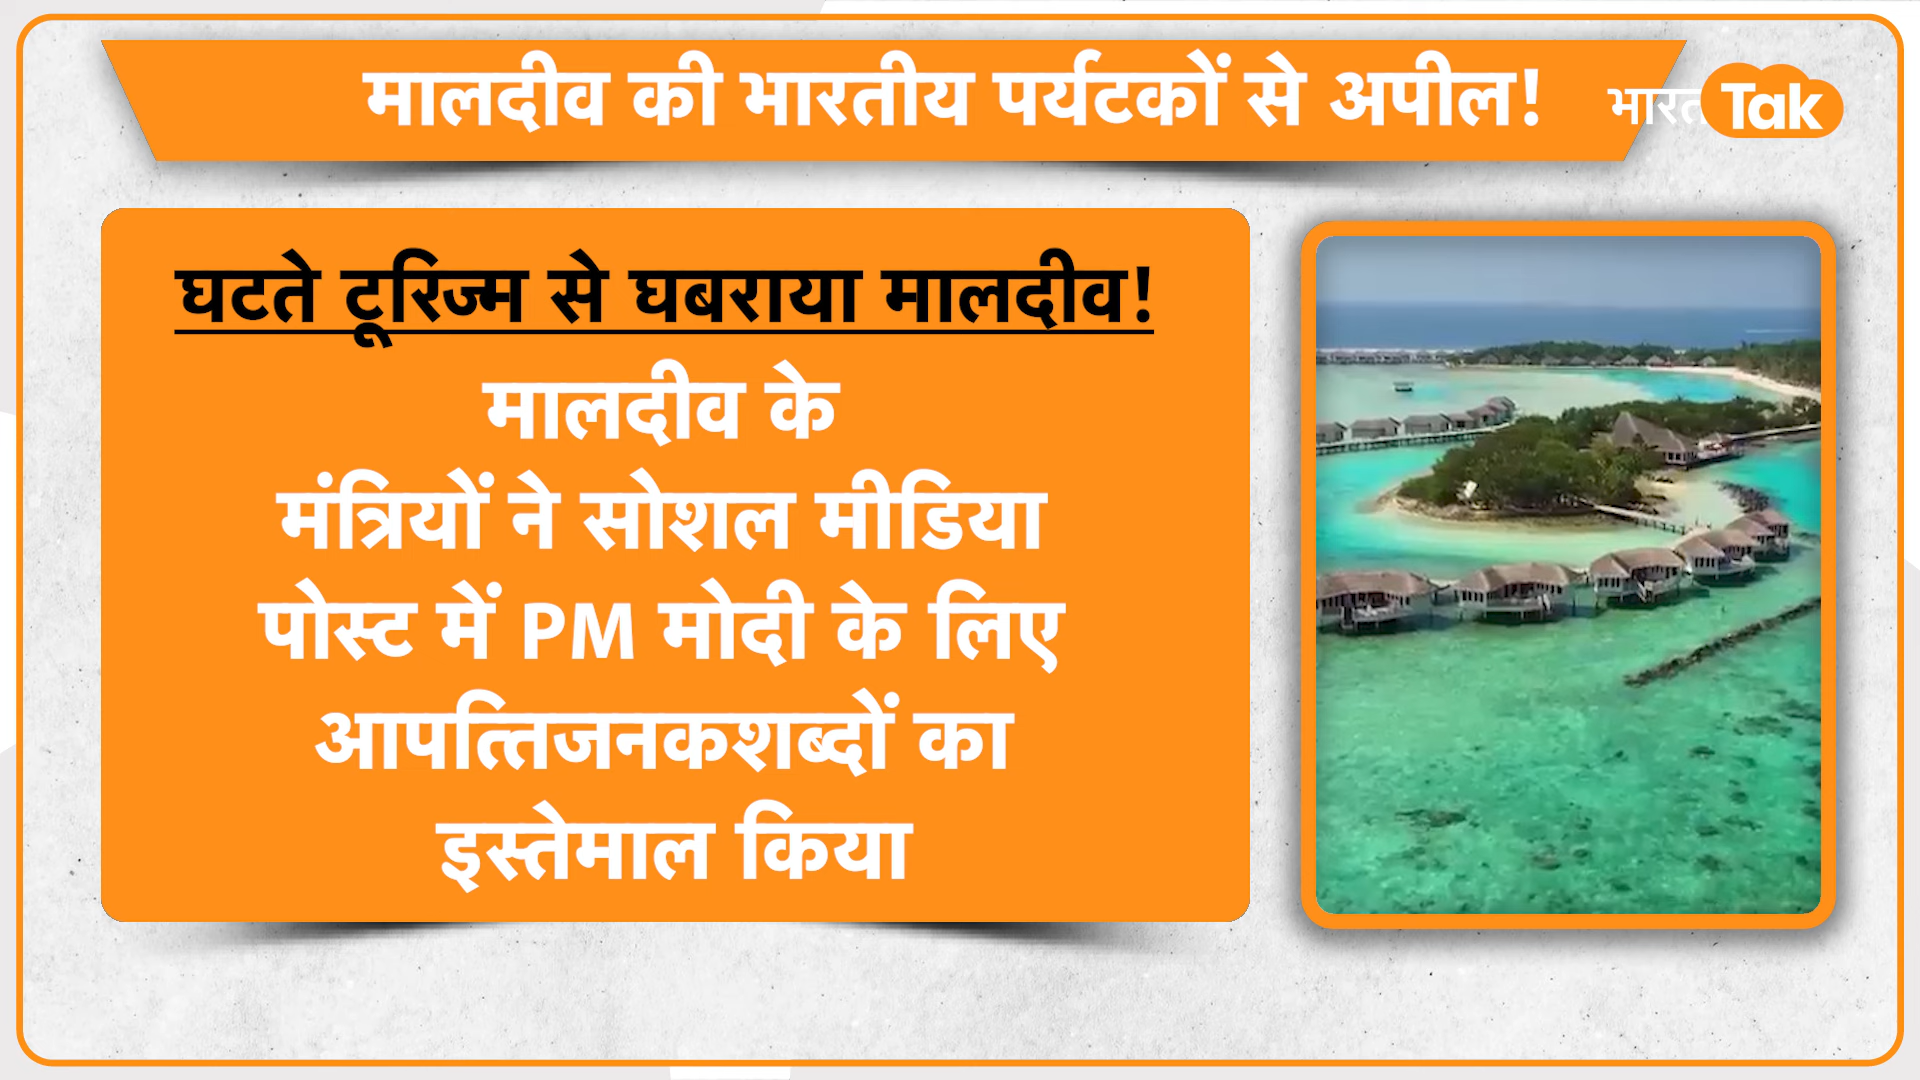 मालदीव की भारतीय पर्यटकों से अपील!
भारत Tak
घटते टूरिज्म से घबराया मालदीव!
मालदीव के
मंत्रियों ने सोशल मीडिया
पोस्ट में PM मोदी के लिए
आपत्तिजनकशब्दों का
इस्तेमाल किया